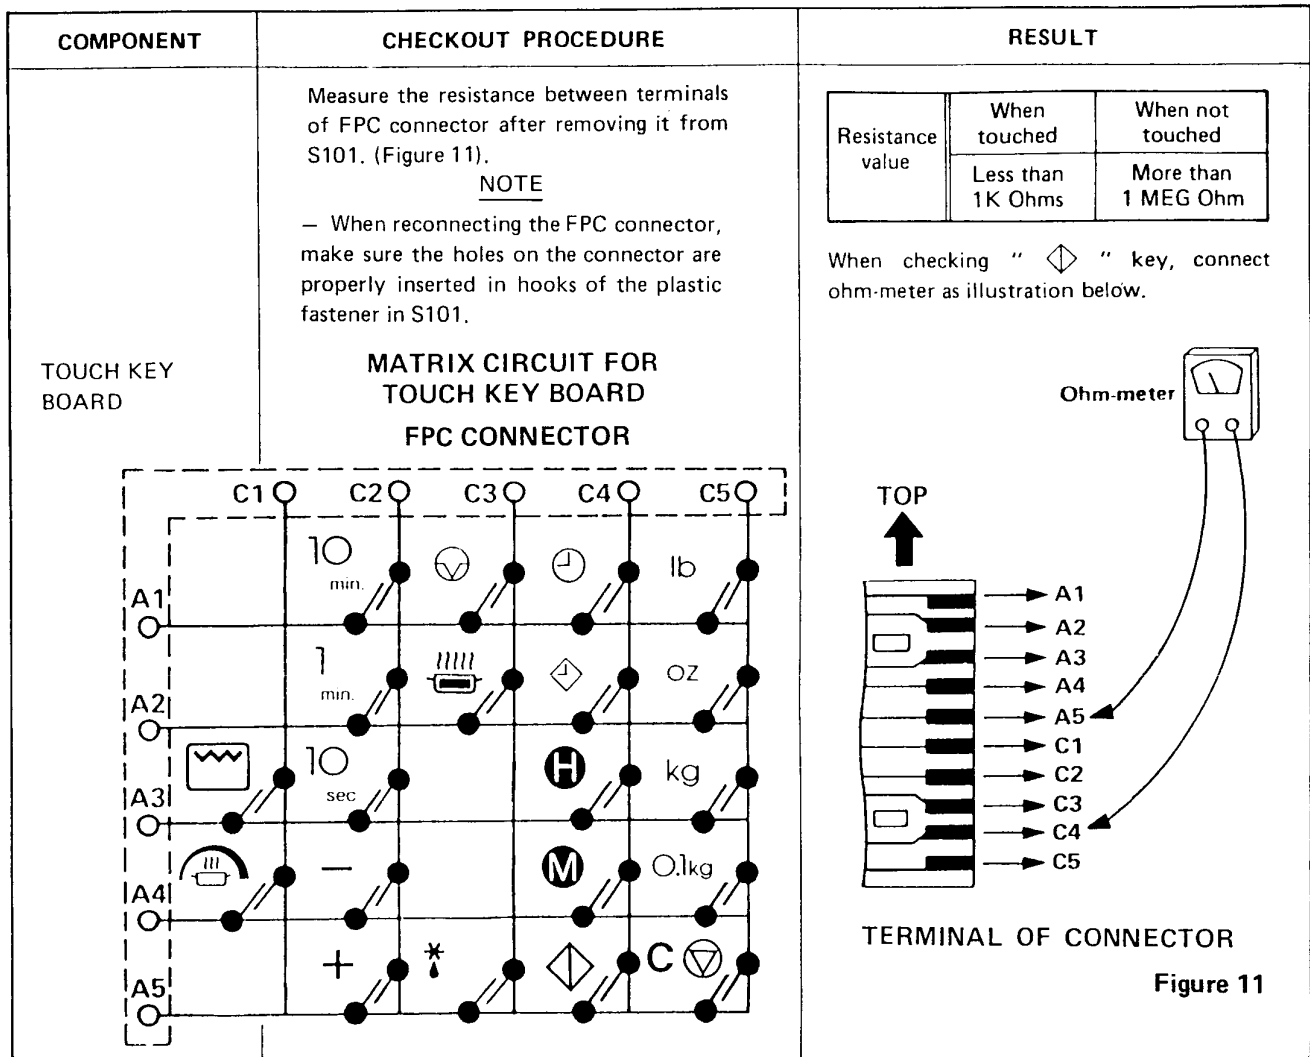 COMPONENT
CHECKOUT PROCEDURE
RESULT
TOUCH KEY
BOARD
Measure the resistance between terminals
of FPC connector after removing it from
S101. (Figure 11).
NOTE
— When reconnecting the FPC connector,
make sure the holes on the connector are
properly inserted in hooks of the plastic
fastener in S101.
MATRIX CIRCUIT FOR
TOUCH KEY BOARD
FPC CONNECTOR
C1 C2 C3 C4 C5
A1
10
min.
lb
A2
1
min.
oz
A3
10
sec
H
kg
A4
—
M
0.1kg
A5
+
C
Resistance
value
When
touched
When not
touched
Less than
1K Ohms
More than
1 MEG Ohm
When checking " " key, connect
ohm-meter as illustration below.
Ohm-meter
TOP
A1
A2
A3
A4
A5
C1
C2
C3
C4
C5
TERMINAL OF CONNECTOR
Figure 11